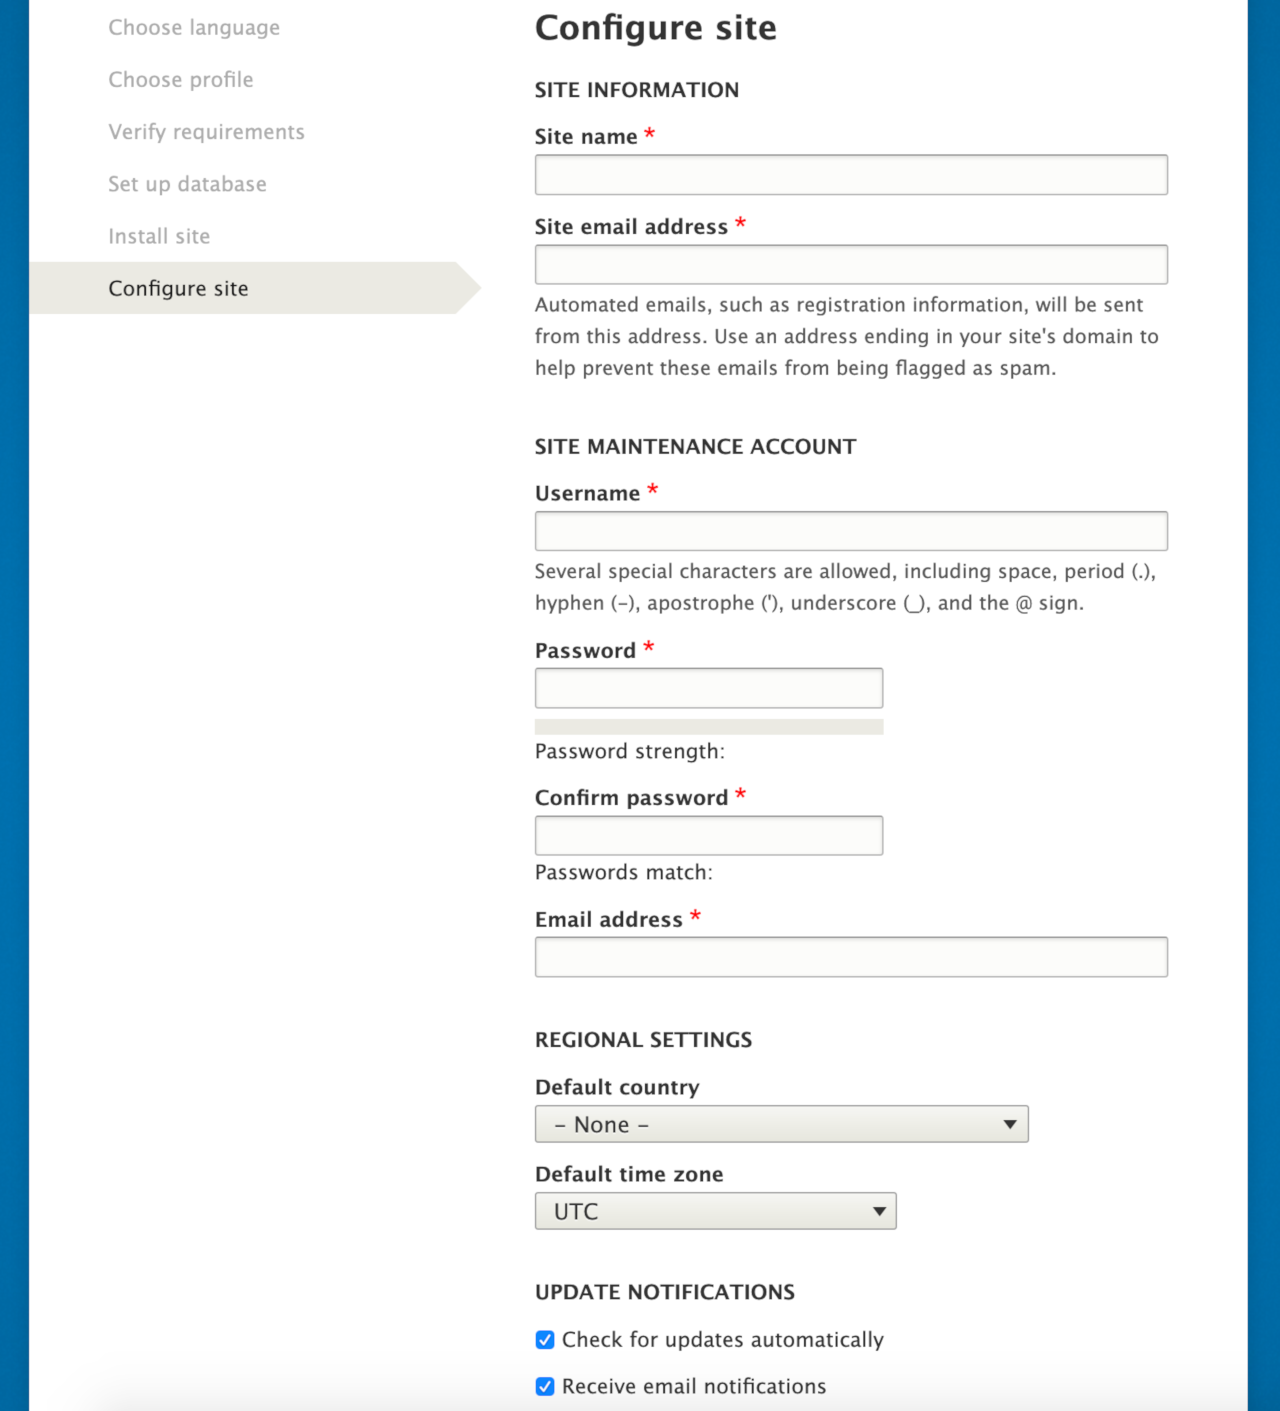 Choose language
Choose profile
Verify requirements
Set up database
Install site
Configure site
Configure site
SITE INFORMATION
Site name *
Site email address *
Automated emails, such as registration information, will be sent
from this address. Use an address ending in your site's domain to
help prevent these emails from being flagged as spam.
SITE MAINTENANCE ACCOUNT
Username *
Several special characters are allowed, including space, period (.),
hyphen (-), apostrophe ('), underscore (_), and the @ sign.
Password *
Password strength:
Confirm password *
Passwords match:
Email address *
REGIONAL SETTINGS
Default country
- None -
Default time zone
UTC
UPDATE NOTIFICATIONS
Check for updates automatically
Receive email notifications